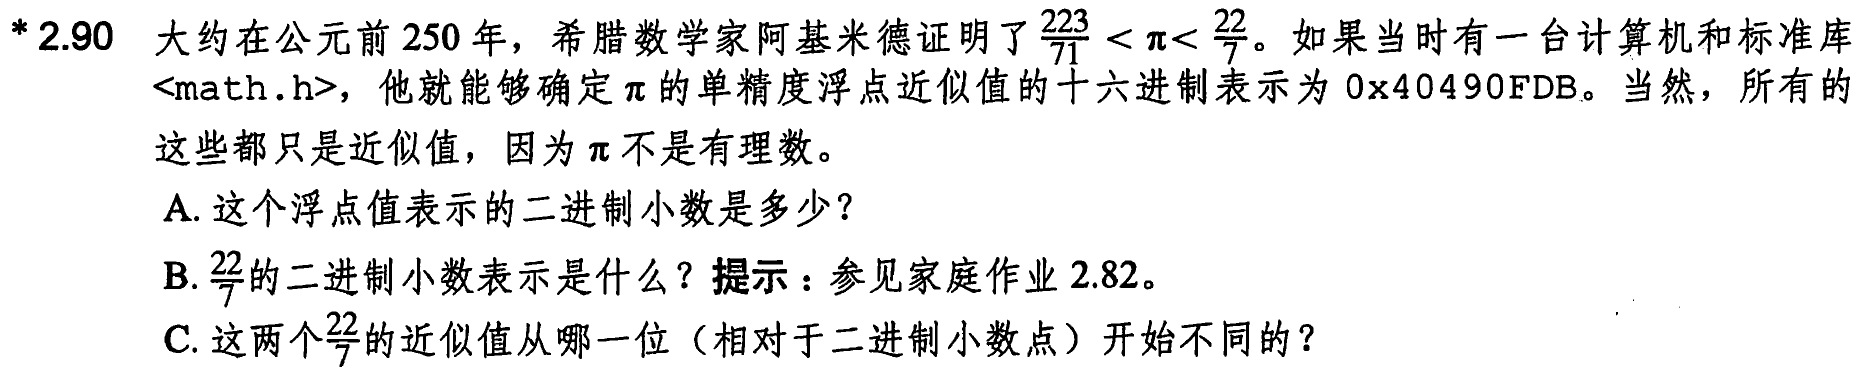 * 2.90 大约在公元前 250 年，希腊数学家阿基米德证明了 223/71 < π < 22/7。如果当时有一台计算机和标准库
<math.h>，他就能够确定 π 的单精度浮点近似值的十六进制表示为 0x40490FDB。当然，所有的
这些都只是近似值，因为 π 不是有理数。
A. 这个浮点值表示的二进制小数是多少？
B. 22/7的二进制小数表示是什么？提示：参见家庭作业 2.82。
C. 这两个22/7的近似值从哪一位（相对于二进制小数点）开始不同的？